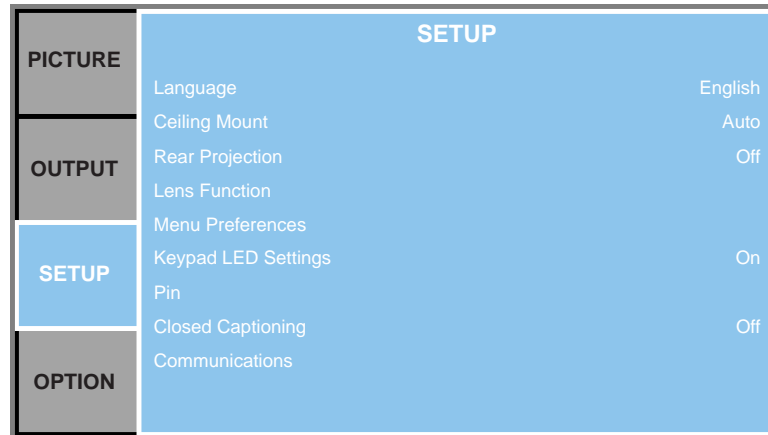 PICTURE
OUTPUT
SETUP
OPTION
SETUP
Language English
Ceiling Mount Auto
Rear Projection Off
Lens Function
Menu Preferences
Keypad LED Settings On
Pin
Closed Captioning Off
Communications